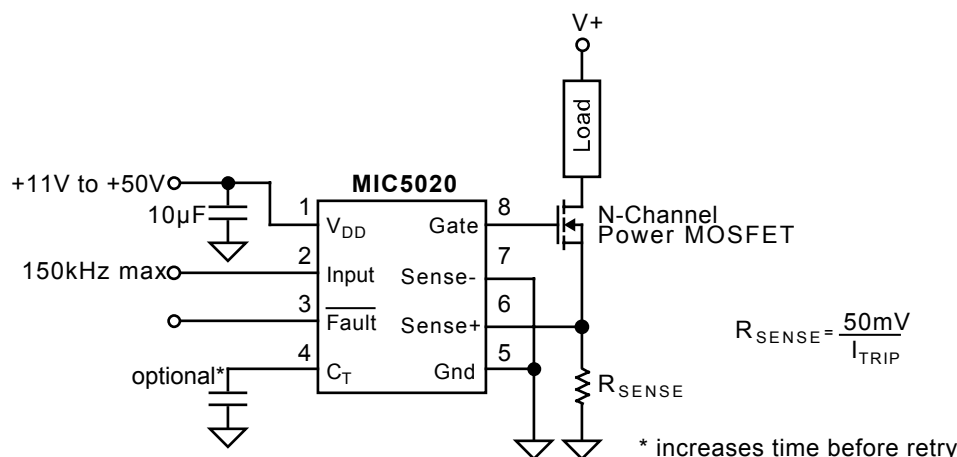 V+
Load
+11V to +50V
10µF
MIC5020
1
VDD
Gate
8
N-Channel
Power MOSFET
150kHz max
2
Input
Sense-
7
3
Fault
Sense+
6
RSENSE = 50mV
ITRIP
optional*
4
CT
Gnd
5
RSENSE
* increases time before retry